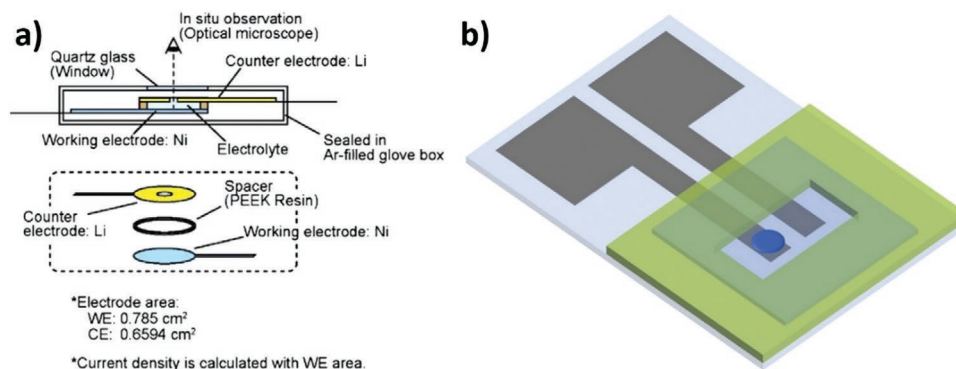 a)
In situ observation
(Optical microscope)
Quartz glass
(Window)
Counter electrode: Li
Working electrode: Ni
Electrolyte
Sealed in
Ar-filled glove box
Spacer
(PEEK Resin)
Counter
electrode: Li
Working electrode: Ni
*Electrode area:
WE: 0.785 cm²
CE: 0.6594 cm²
*Current density is calculated with WE area.
b)